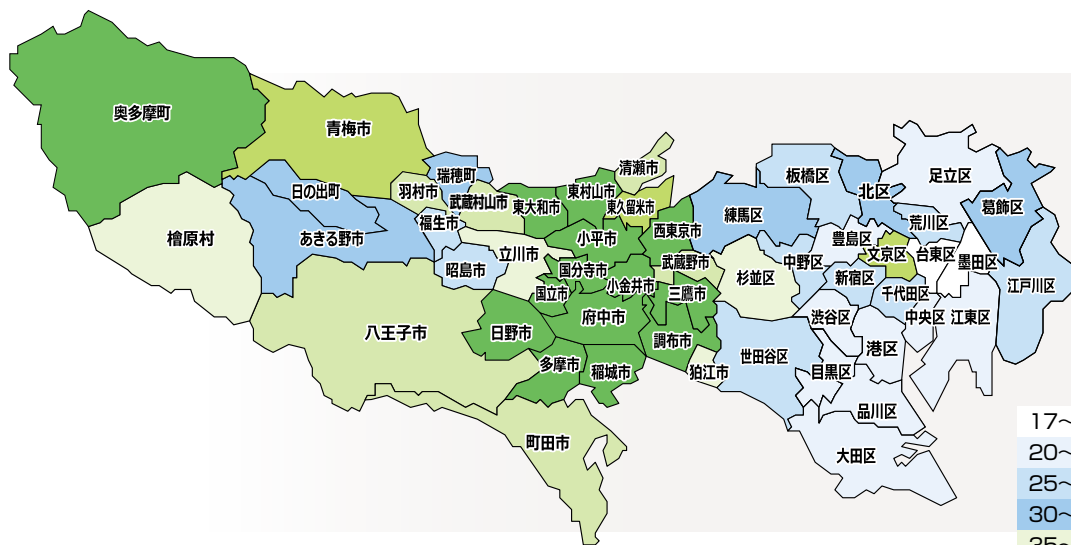 奥多摩町
青梅市
檜原村
日の出町
あきる野市
瑞穂町
羽村市
武蔵村山市
福生市
昭島市
立川市
東大和市
東村山市
清瀬市
東久留米市
小平市
西東京市
国分寺市
小金井市
武蔵野市
国立市
三鷹市
府中市
調布市
日野市
八王子市
多摩市
稲城市
狛江市
町田市
練馬区
板橋区
北区
足立区
葛飾区
荒川区
豊島区
文京区
台東区
墨田区
中野区
杉並区
新宿区
千代田区
江戸川区
渋谷区
中央区
江東区
港区
世田谷区
目黒区
品川区
大田区
17~
20~
25~
30~